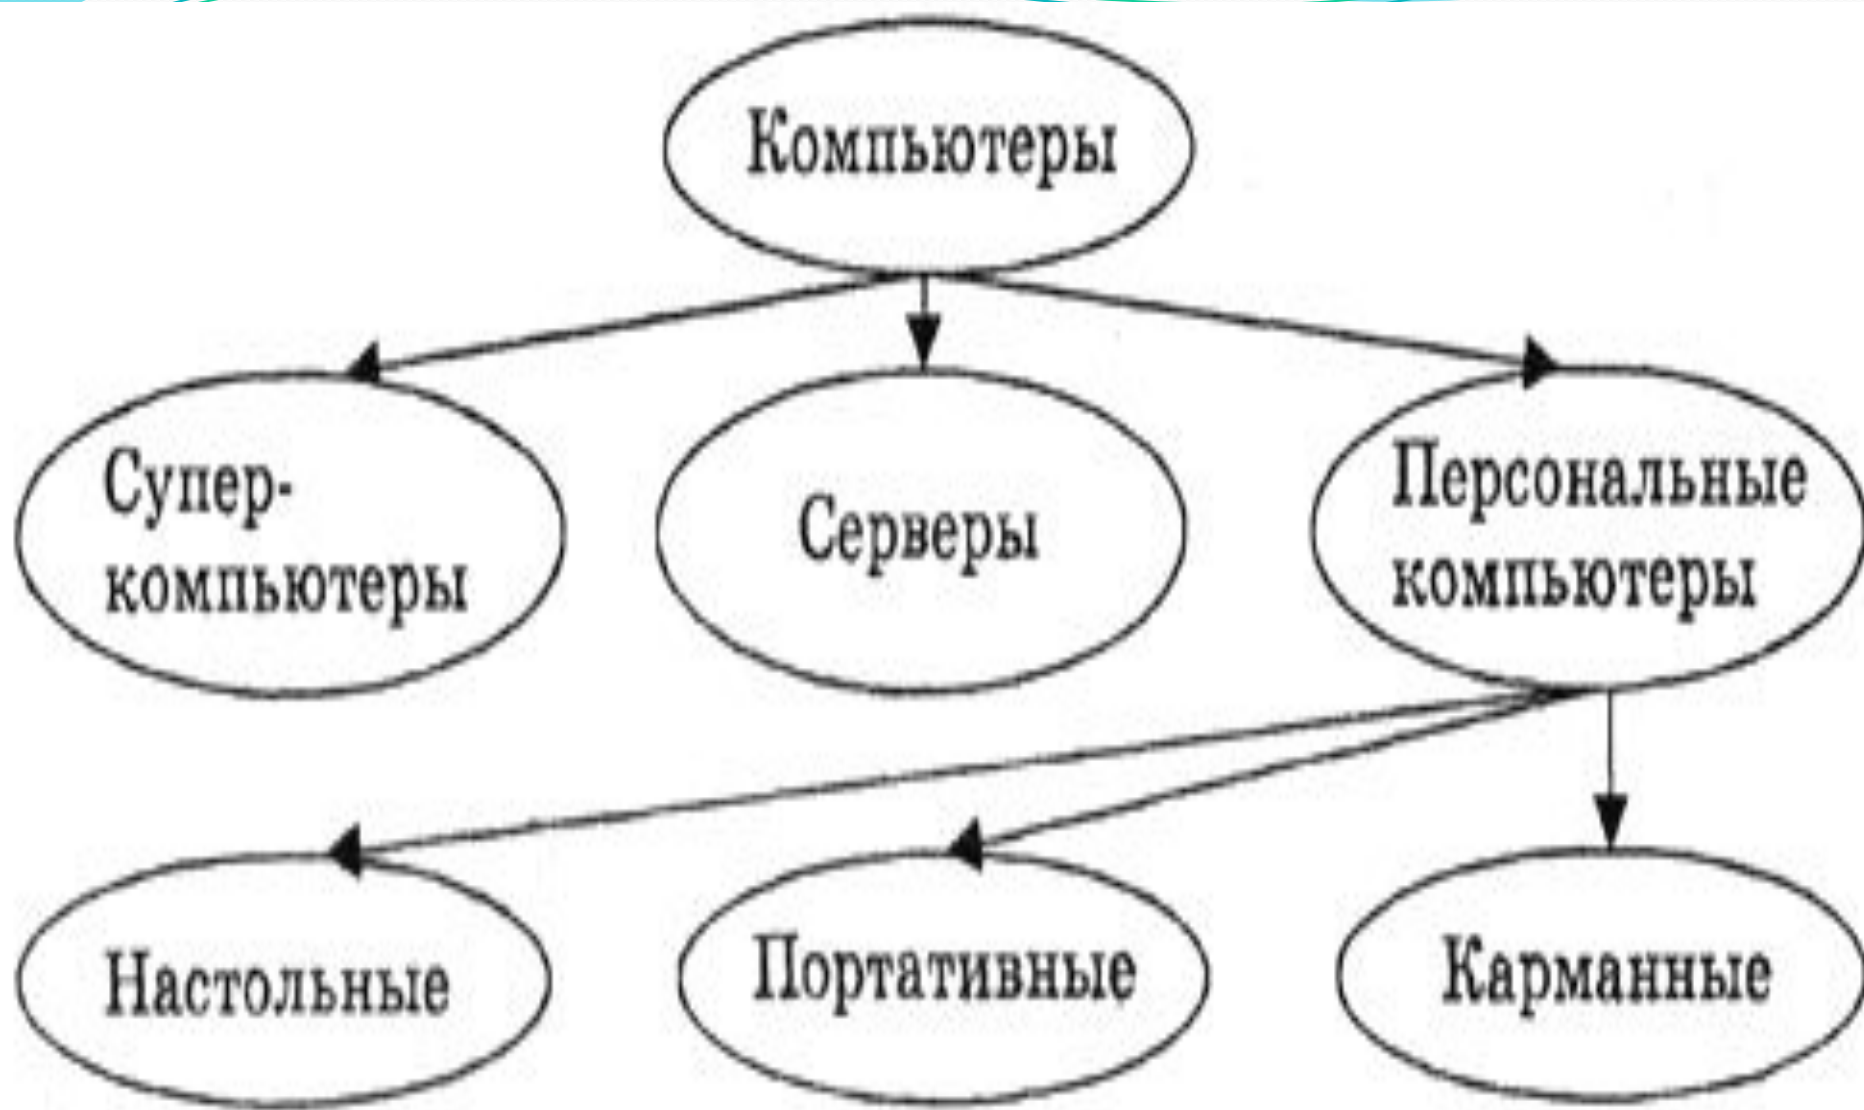 Компьютеры
Супер-
компьютеры
Серверы
Персональные
компьютеры
Настольные
Портативные
Карманные